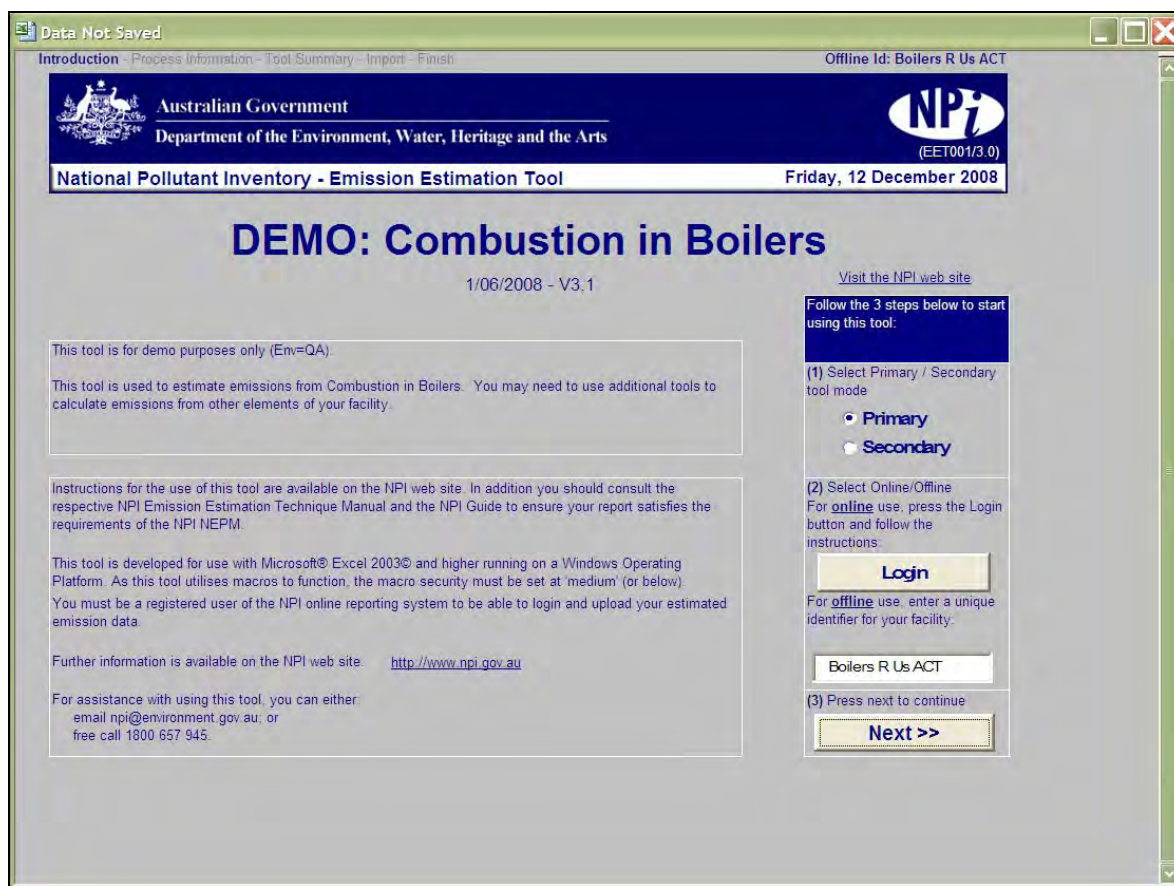 Data Not Saved
Introduction - Process Information - Tool Summary - Import - Finish
Offline Id: Boilers R Us ACT
Australian Government
Department of the Environment, Water, Heritage and the Arts
NPi
(EET001/3.0)
National Pollutant Inventory - Emission Estimation Tool
Friday, 12 December 2008
DEMO: Combustion in Boilers
1/06/2008 - V3.1
Visit the NPI web site
This tool is for demo purposes only (Env=QA).
This tool is used to estimate emissions from Combustion in Boilers. You may need to use additional tools to
calculate emissions from other elements of your facility.
Instructions for the use of this tool are available on the NPI web site. In addition you should consult the
respective NPI Emission Estimation Technique Manual and the NPI Guide to ensure your report satisfies the
requirements of the NPI NEPM.
This tool is developed for use with Microsoft® Excel 2003© and higher running on a Windows Operating
Platform. As this tool utilises macros to function, the macro security must be set at 'medium' (or below).
You must be a registered user of the NPI online reporting system to be able to login and upload your estimated
emission data.
Further information is available on the NPI web site: http://www.npi.gov.au
For assistance with using this tool, you can either:
email npi@environment.gov.au; or
free call 1800 657 945.
Follow the 3 steps below to start
using this tool:
(1) Select Primary / Secondary
tool mode
Primary
Secondary
(2) Select Online/Offline
For online use, press the Login
button and follow the
instructions:
Login
For offline use, enter a unique
identifier for your facility:
Boilers R Us ACT
(3) Press next to continue
Next >>